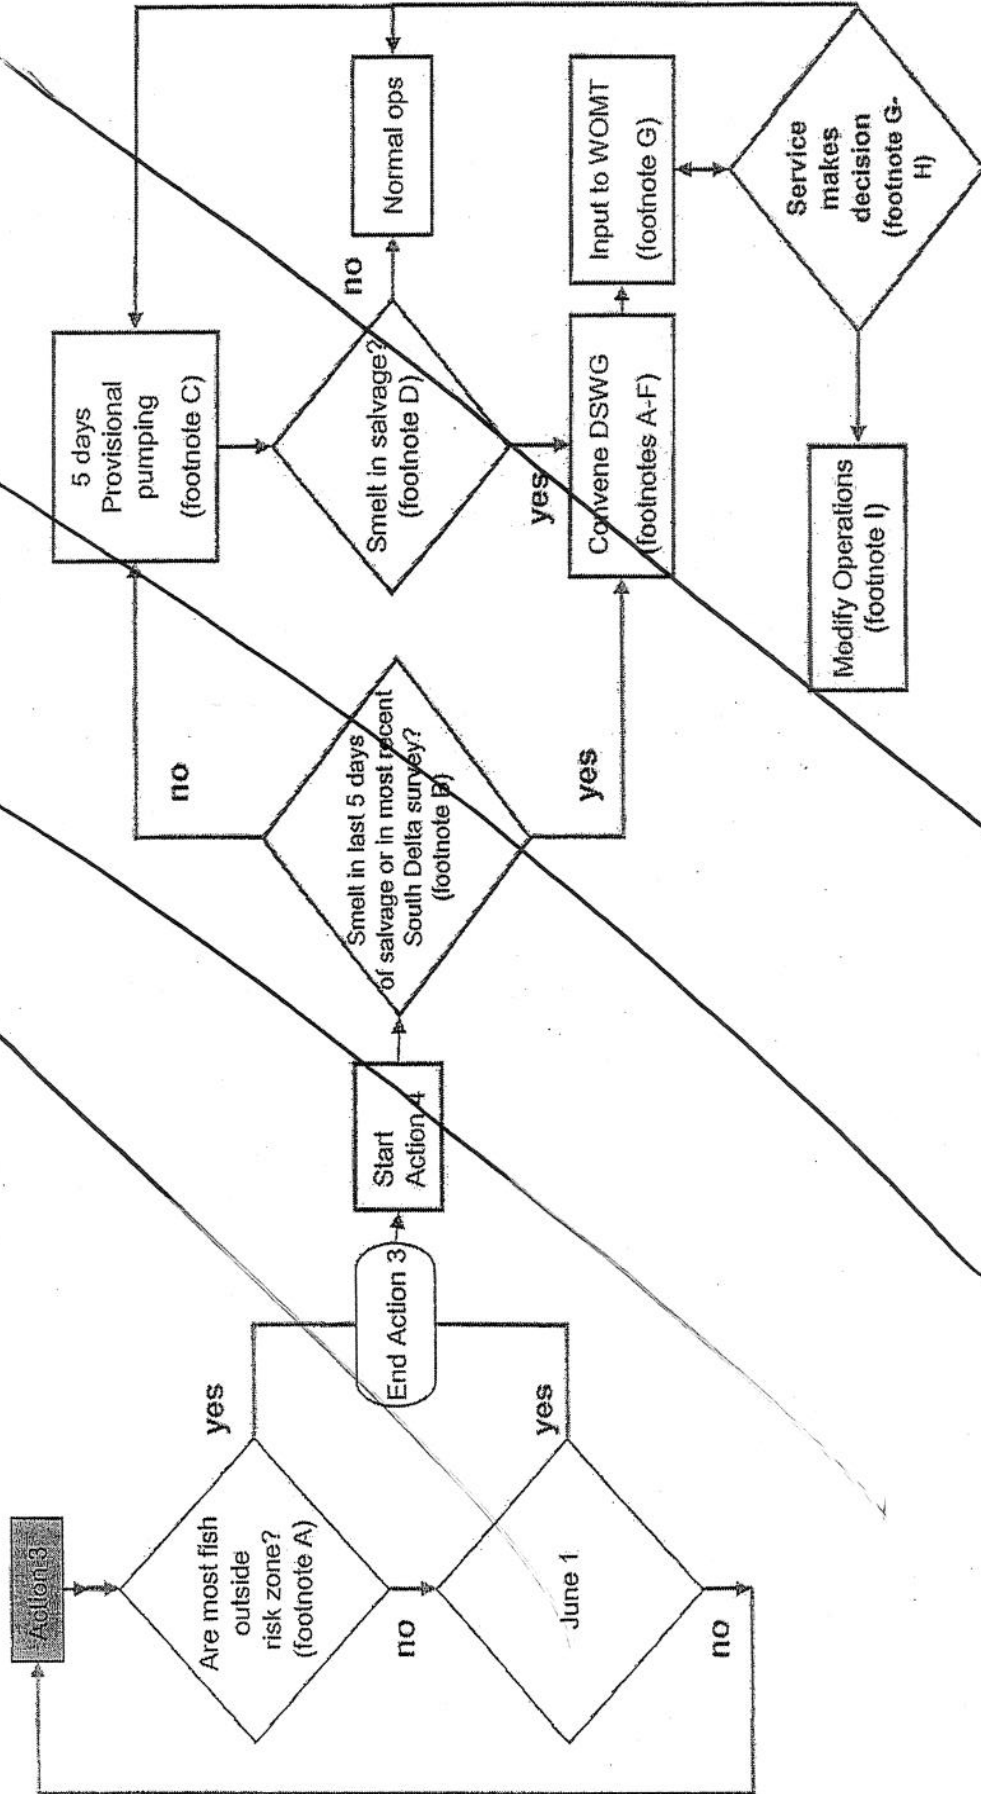 Action 3
Are most fish
outside
risk zone?
(footnote A)
yes
no
June 1
yes
no
End Action 3
Start
Action 4
Smelt in last 5 days
of salvage or in most recent
South Delta survey?
(footnote B)
no
yes
5 days
Provisional
pumping
(footnote C)
Smelt in salvage?
(footnote D)
no
yes
Normal ops
Convene DSWG
(footnotes A-F)
Input to WOMT
(footnote G)
Service
makes
decision
(footnote G-
H)
Modify Operations
(footnote I)